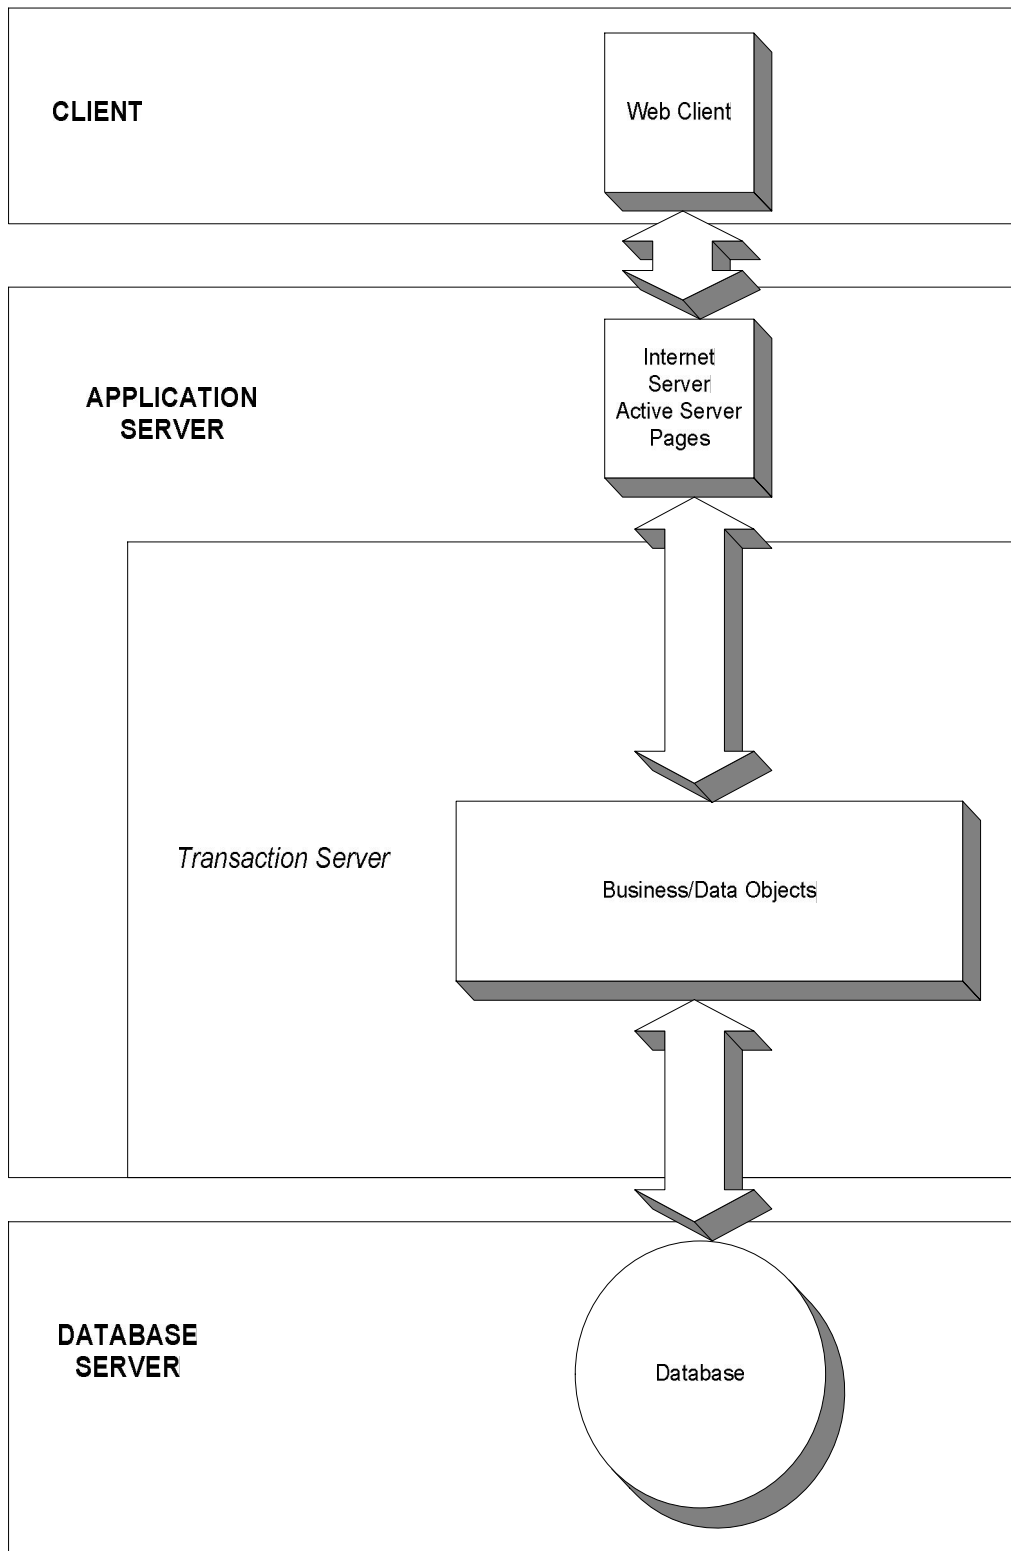 CLIENT
Web Client
APPLICATION
SERVER
Internet
Server
Active Server
Pages
Transaction Server
Business/Data Objects
DATABASE
SERVER
Database